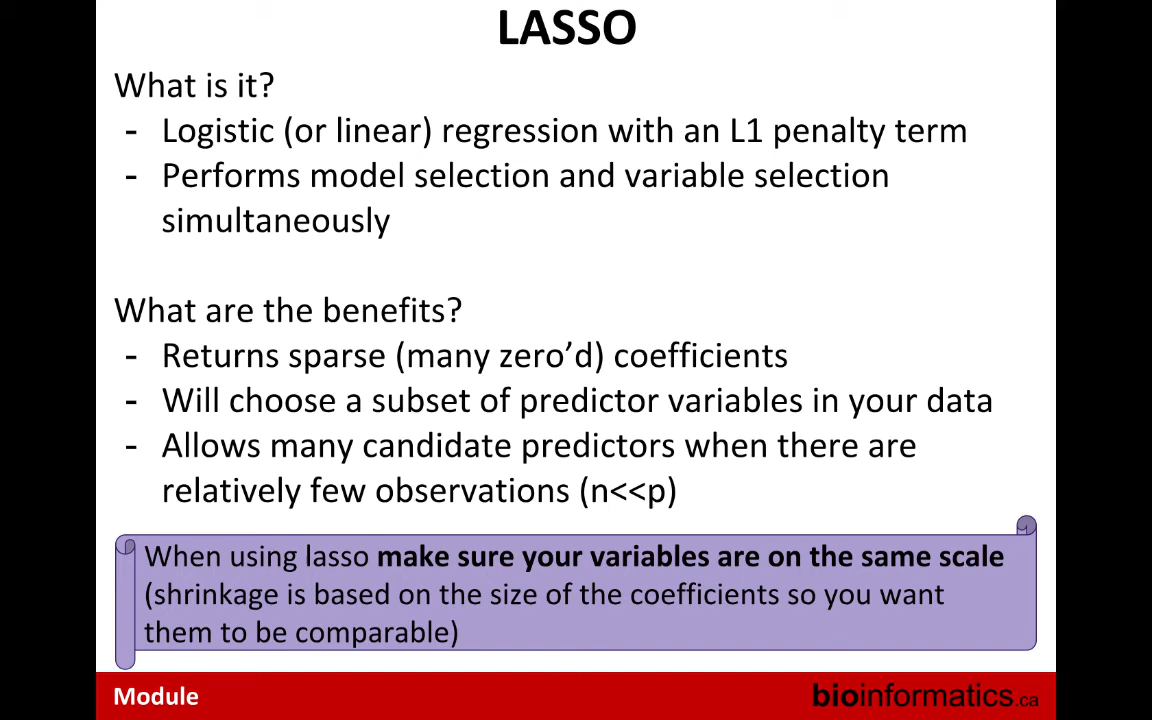 LASSO
What is it?
- Logistic (or linear) regression with an L1 penalty term
- Performs model selection and variable selection
simultaneously
What are the benefits?
- Returns sparse (many zero’d) coefficients
- Will choose a subset of predictor variables in your data
- Allows many candidate predictors when there are
relatively few observations (n<<p)
When using lasso make sure your variables are on the same scale
(shrinkage is based on the size of the coefficients so you want
them to be comparable)
Module
bioinformatics.ca